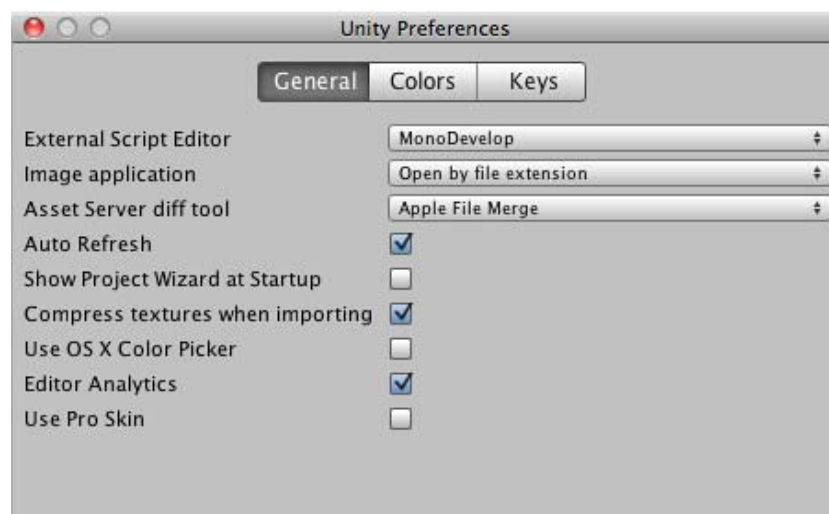 Unity Preferences
General Colors Keys
External Script Editor MonoDevelop
Image application Open by file extension
Asset Server diff tool Apple File Merge
Auto Refresh
Show Project Wizard at Startup
Compress textures when importing
Use OS X Color Picker
Editor Analytics
Use Pro Skin